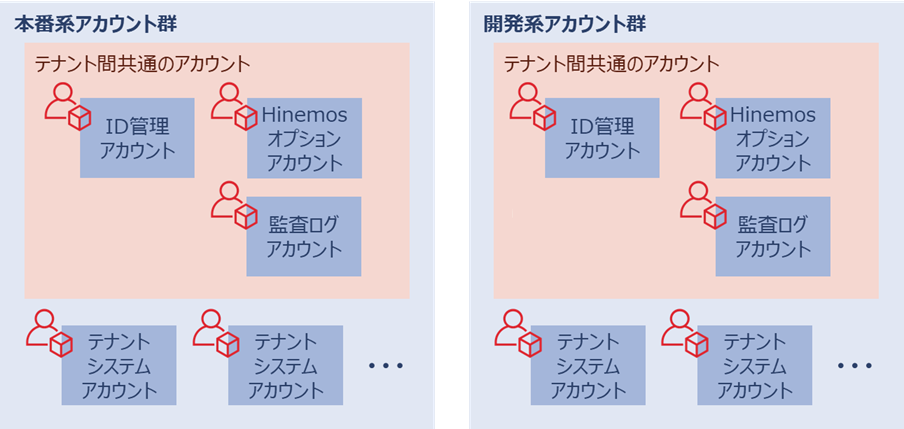 本番系アカウント群
テナント間共通のアカウント
ID管理
アカウント
Hinemos
オプション
アカウント
監査ログ
アカウント
テナント
システム
アカウント
テナント
システム
アカウント
・・・
開発系アカウント群
テナント間共通のアカウント
ID管理
アカウント
Hinemos
オプション
アカウント
監査ログ
アカウント
テナント
システム
アカウント
テナント
システム
アカウント
・・・